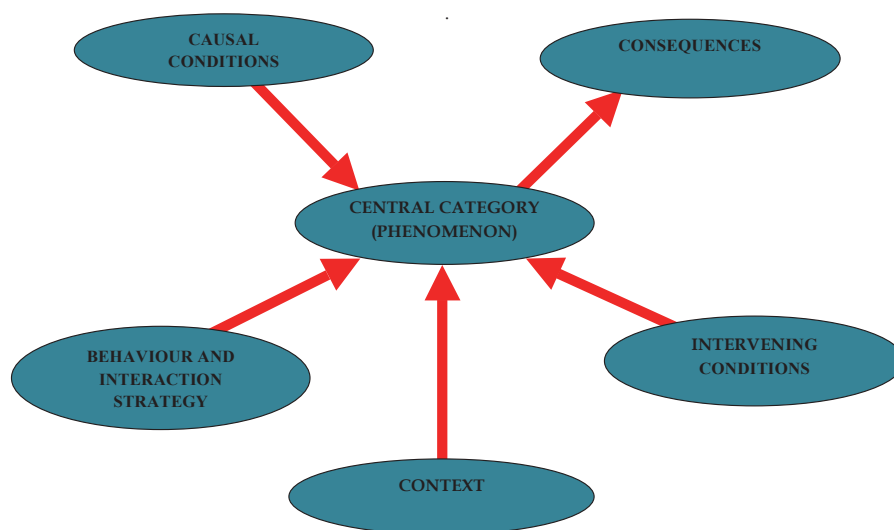 CAUSAL
CONDITIONS
CONSEQUENCES
CENTRAL CATEGORY
(PHENOMENON)
BEHAVIOUR AND
INTERACTION
STRATEGY
INTERVENING
CONDITIONS
CONTEXT